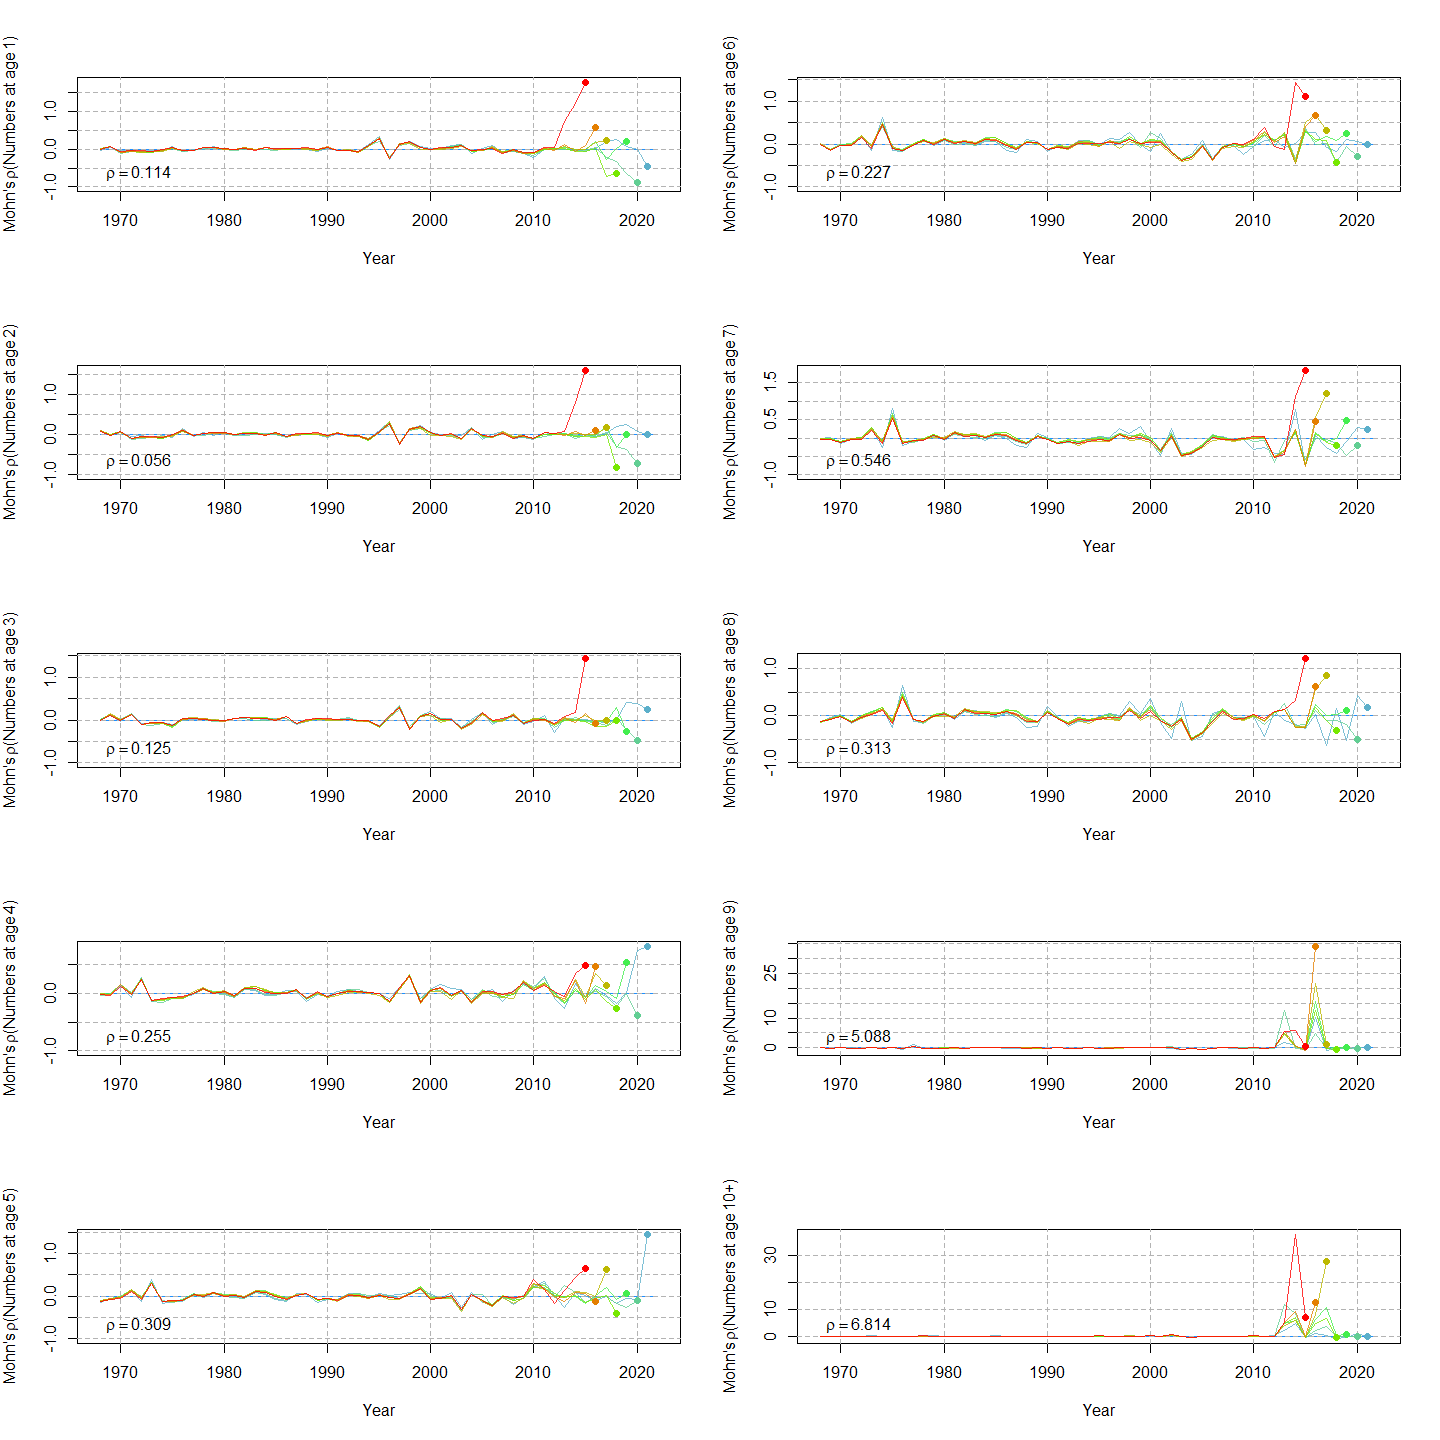 Mohn's ρ(Numbers at age 1)
1.0
0.0
-1.0
ρ = 0.114
1970 1980 1990 2000 2010 2020
Year
Mohn's ρ(Numbers at age 6)
1.0
0.0
-1.0
ρ = 0.227
1970 1980 1990 2000 2010 2020
Year
Mohn's ρ(Numbers at age 2)
1.0
0.0
-1.0
ρ = 0.056
1970 1980 1990 2000 2010 2020
Year
Mohn's ρ(Numbers at age 7)
1.5
0.5
-1.0
ρ = 0.546
1970 1980 1990 2000 2010 2020
Year
Mohn's ρ(Numbers at age 3)
1.0
0.0
-1.0
ρ = 0.125
1970 1980 1990 2000 2010 2020
Year
Mohn's ρ(Numbers at age 8)
1.0
0.0
-1.0
ρ = 0.313
1970 1980 1990 2000 2010 2020
Year
Mohn's ρ(Numbers at age 4)
0.0
-1.0
ρ = 0.255
1970 1980 1990 2000 2010 2020
Year
Mohn's ρ(Numbers at age 9)
25
10
0
ρ = 5.088
1970 1980 1990 2000 2010 2020
Year
Mohn's ρ(Numbers at age 5)
1.0
0.0
-1.0
ρ = 0.309
1970 1980 1990 2000 2010 2020
Year
Mohn's ρ(Numbers at age 10+)
30
10
0
ρ = 6.814
1970 1980 1990 2000 2010 2020
Year